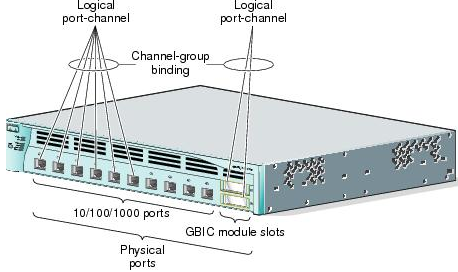 Logical
port-channel
Logical
port-channel
Channel-group
binding
10/100/1000 ports
GBIC module slots
Physical
ports